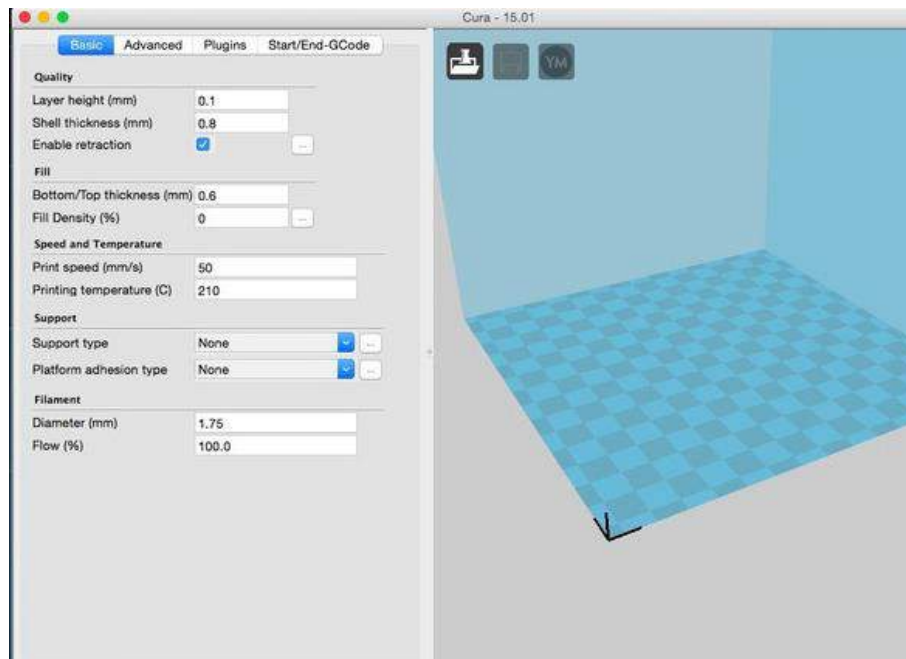 Cura - 15.01
Basic Advanced Plugins Start/End-GCode
Quality
Layer height (mm) 0.1
Shell thickness (mm) 0.8
Enable retraction ...
Fill
Bottom/Top thickness (mm) 0.6
Fill Density (%) 0 ...
Speed and Temperature
Print speed (mm/s) 50
Printing temperature (C) 210
Support
Support type None ...
Platform adhesion type None ...
Filament
Diameter (mm) 1.75
Flow (%) 100.0
YM